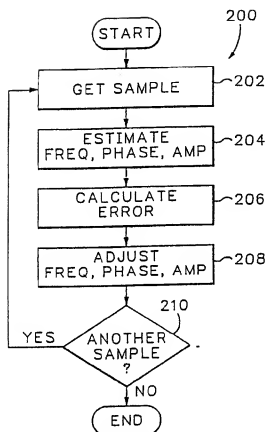 START
200
GET SAMPLE
202
ESTIMATE
FREQ, PHASE, AMP
204
CALCULATE
ERROR
206
ADJUST
FREQ, PHASE, AMP
208
210
YES
ANOTHER
SAMPLE
?
NO
END